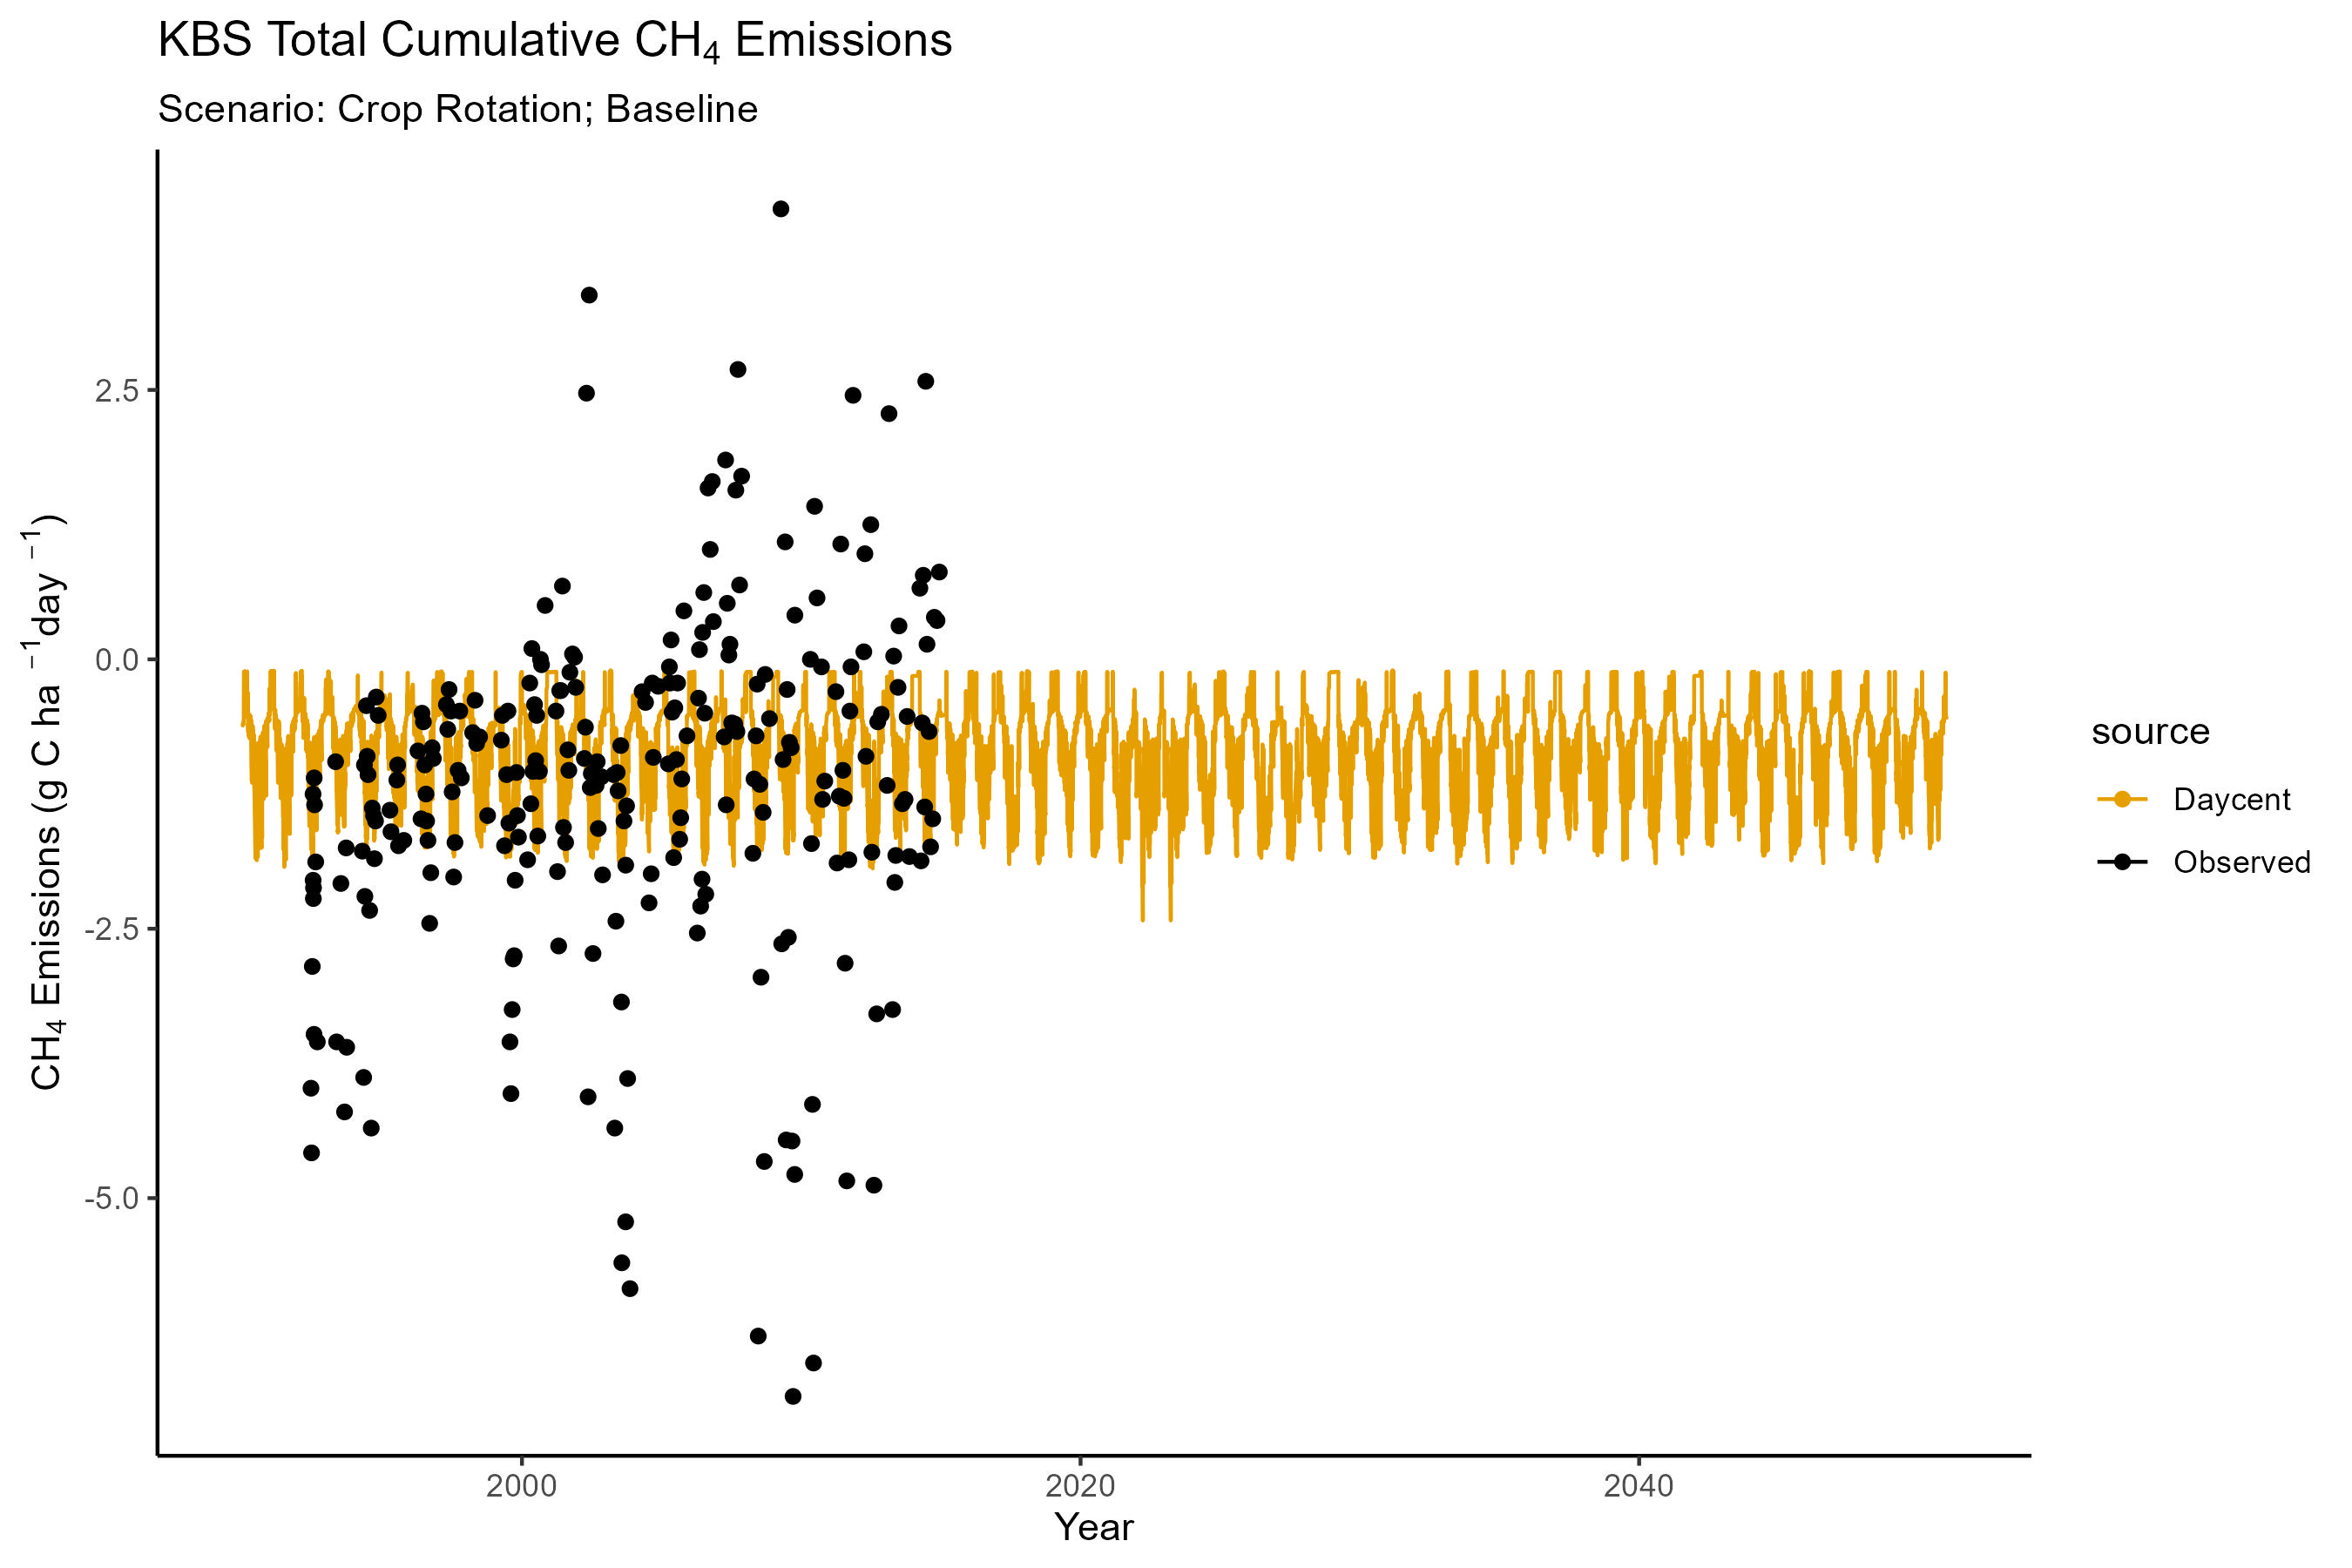 KBS Total Cumulative CH₄ Emissions
Scenario: Crop Rotation; Baseline
CH₄ Emissions (g C ha ⁻¹day ⁻¹)
2.5
0.0
-2.5
-5.0
2000
2020
2040
Year
source
Daycent
Observed